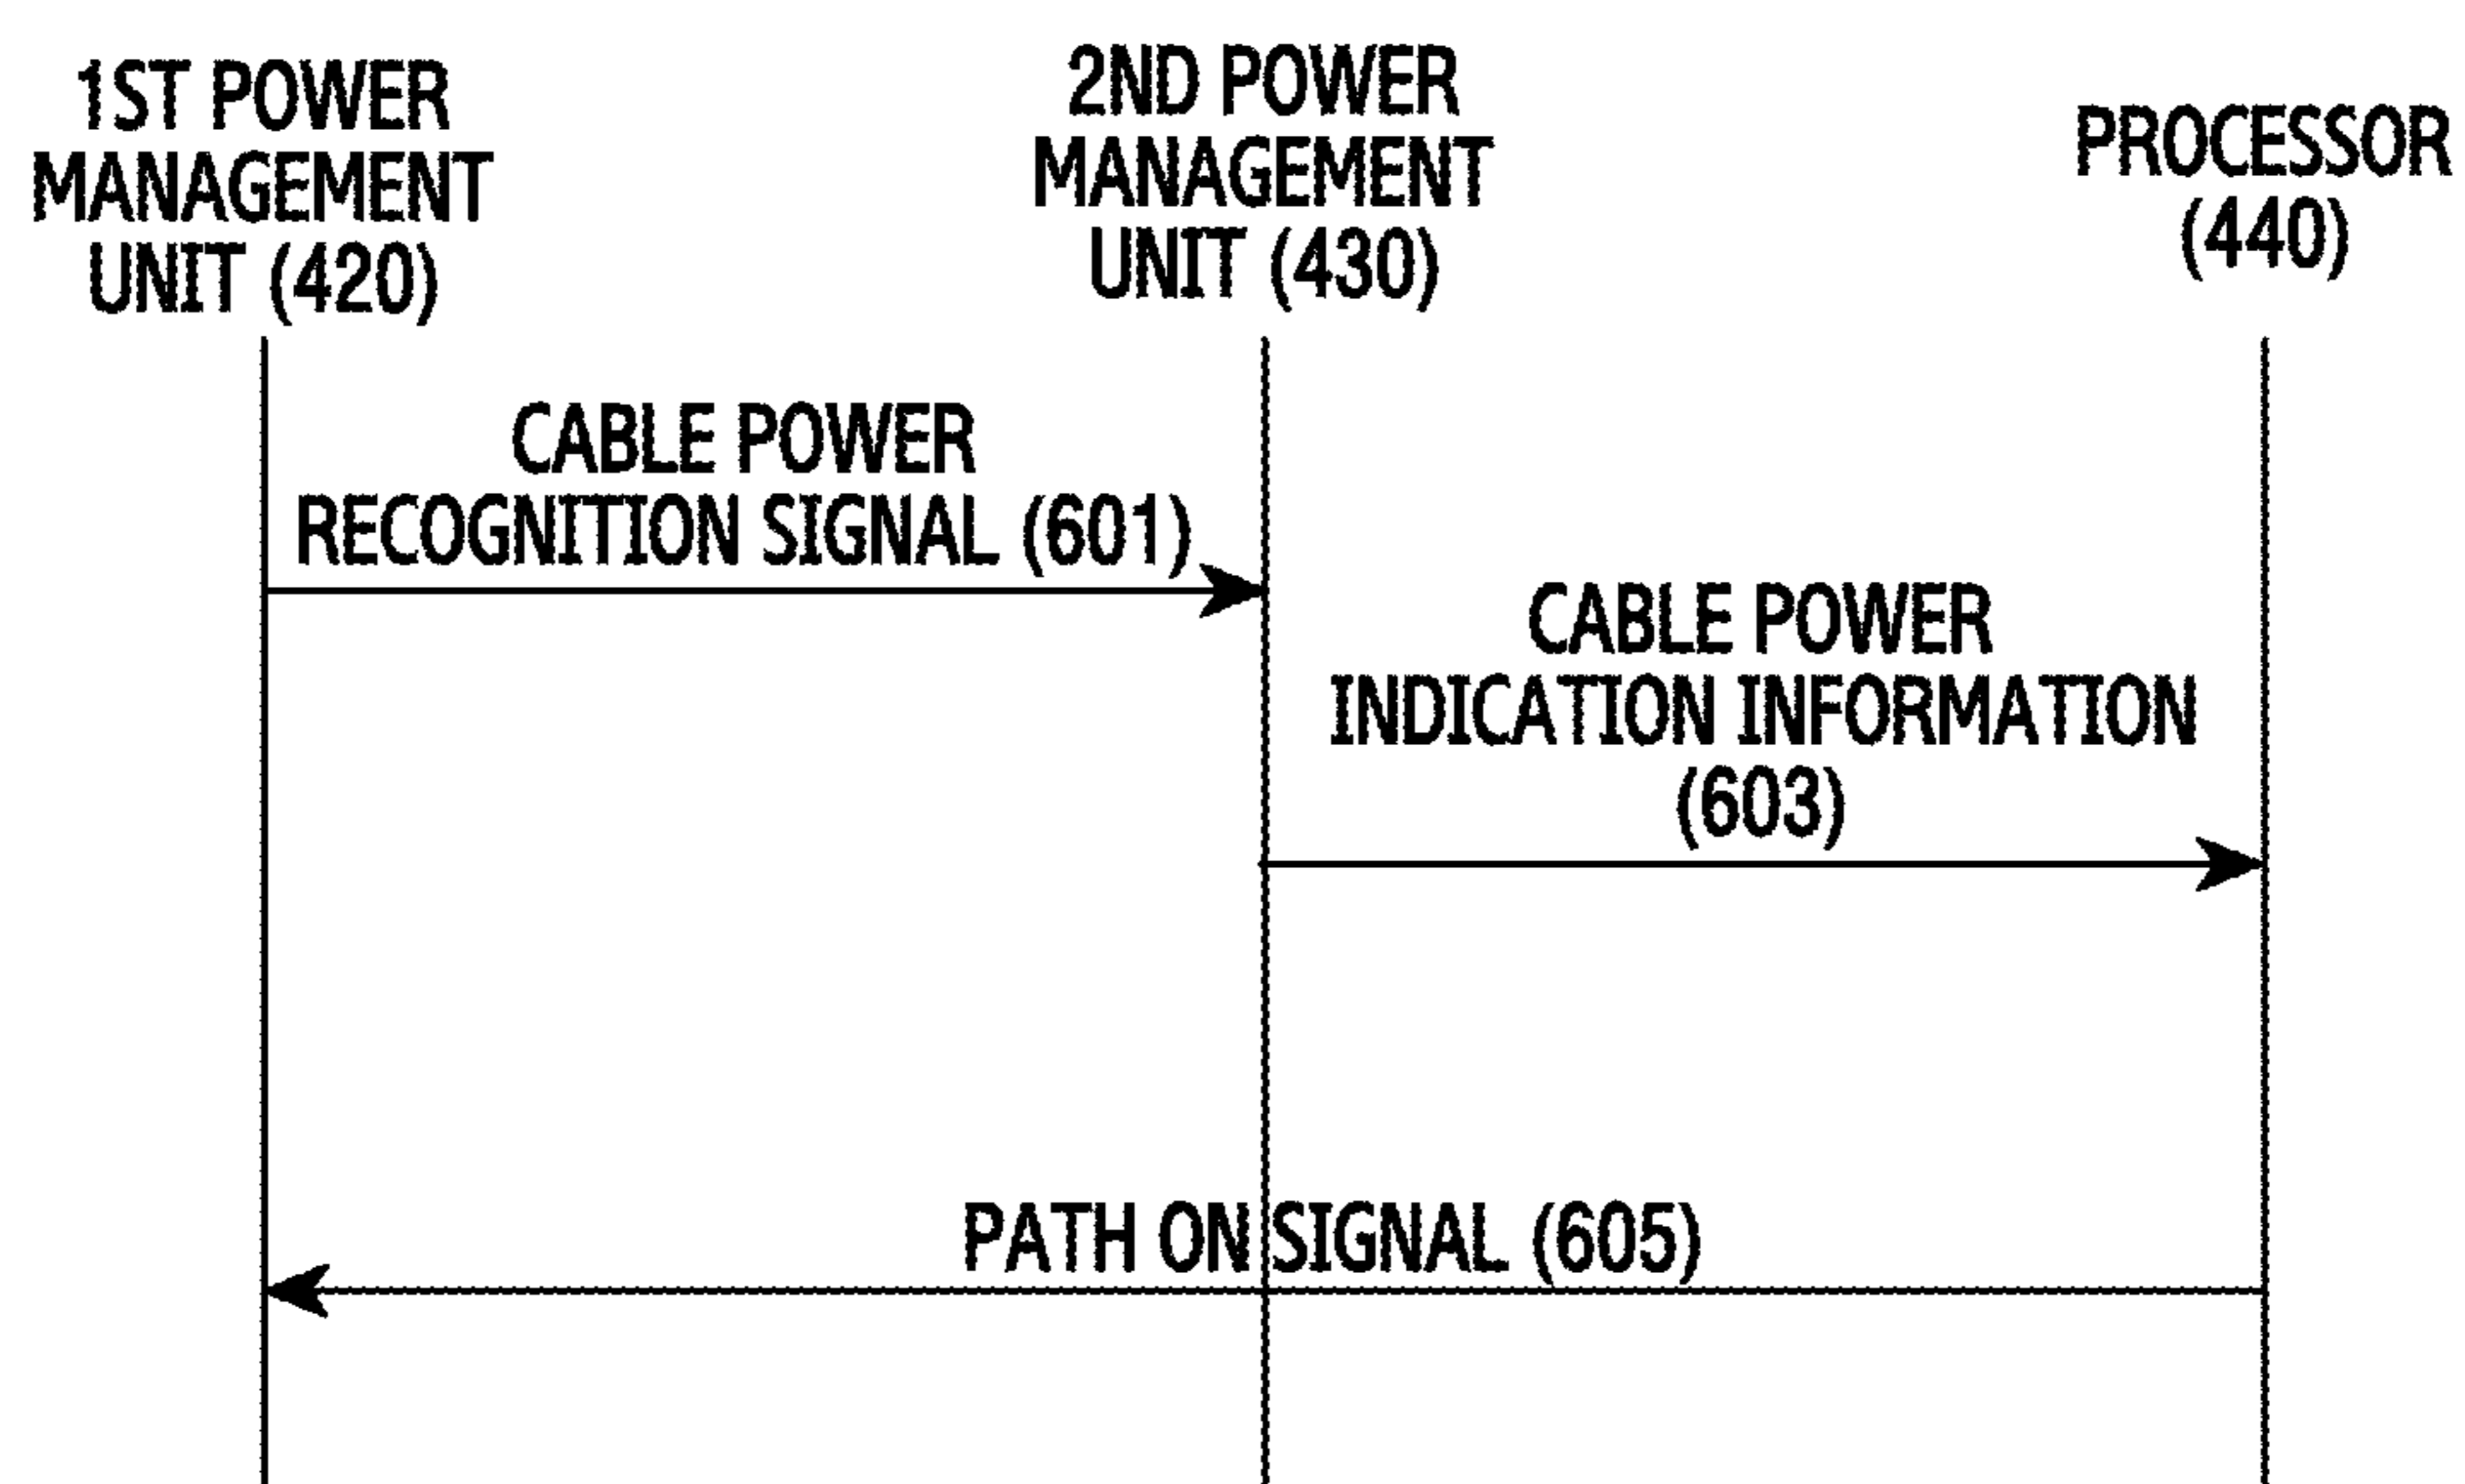 1ST POWER
MANAGEMENT
UNIT (420)
2ND POWER
MANAGEMENT
UNIT (430)
PROCESSOR
(440)
CABLE POWER
RECOGNITION SIGNAL (601)
CABLE POWER
INDICATION INFORMATION
(603)
PATH ON SIGNAL (605)